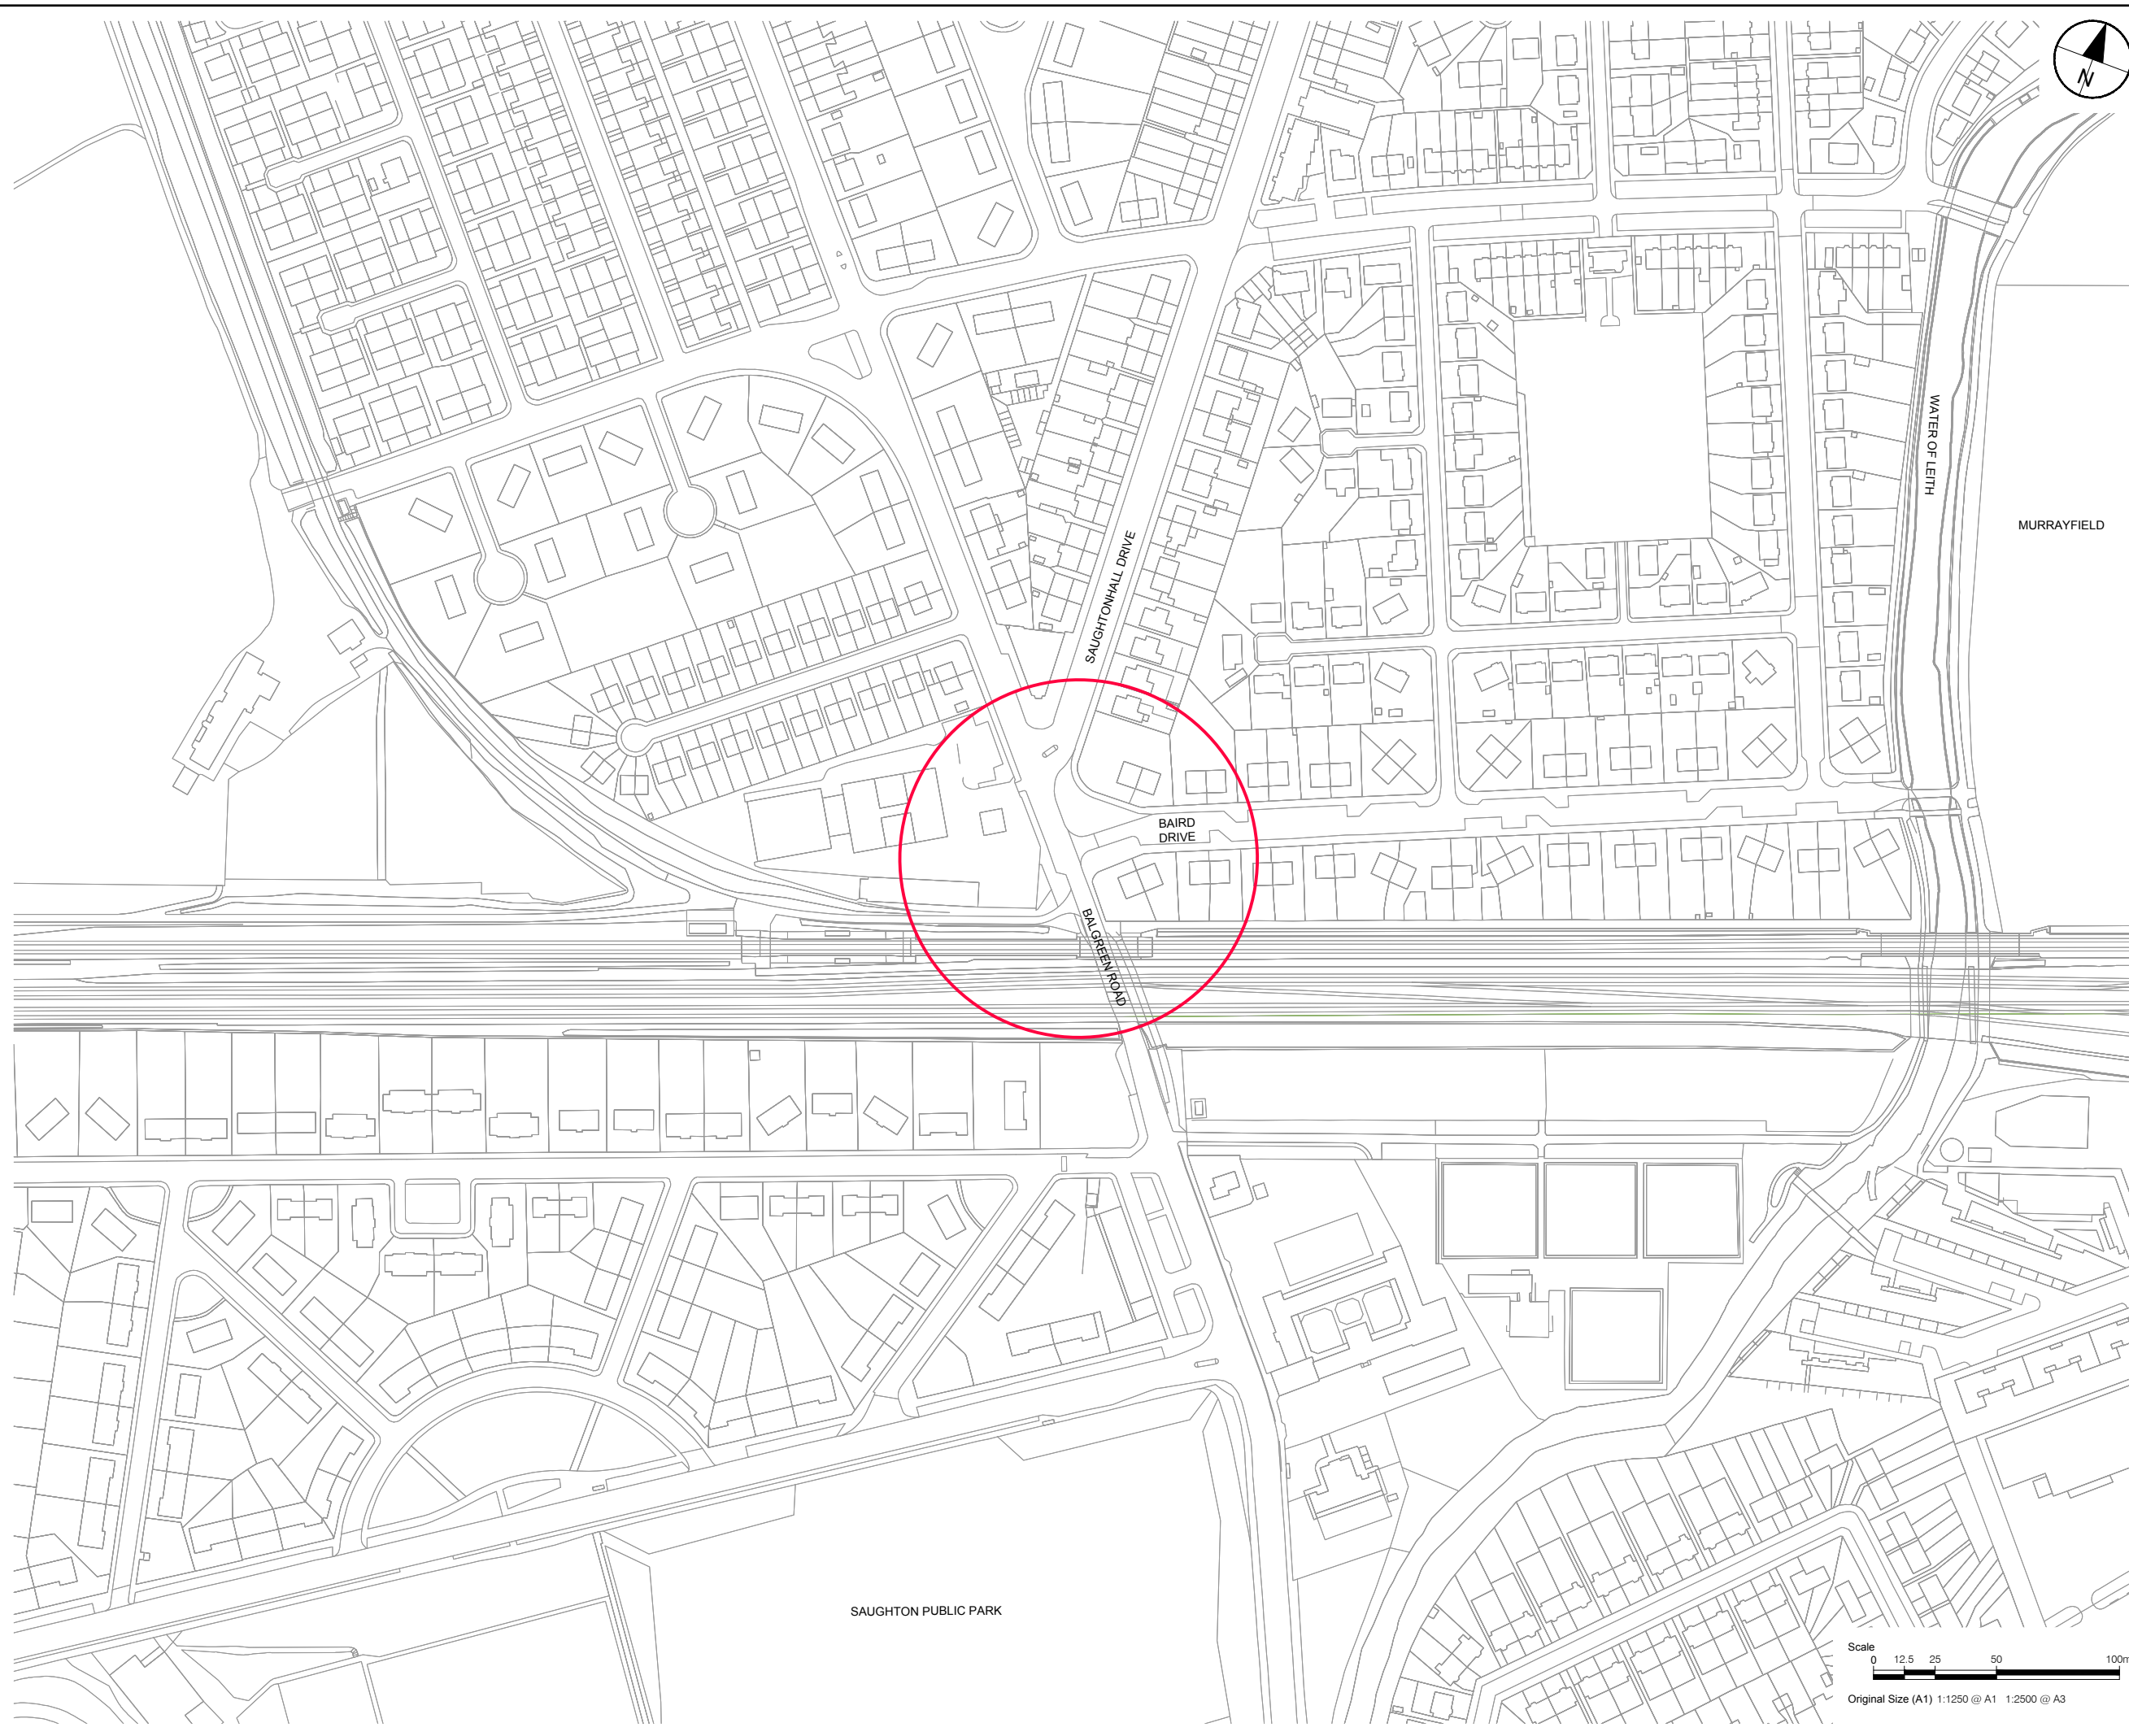 N
WATER OF LEITH
MURRAYFIELD
SAUGHTONHALL DRIVE
BAIRD
DRIVE
BALGREEN ROAD
SAUGHTON PUBLIC PARK
Scale
0 12.5 25 50 100m
Original Size (A1) 1:1250 @ A1 1:2500 @ A3